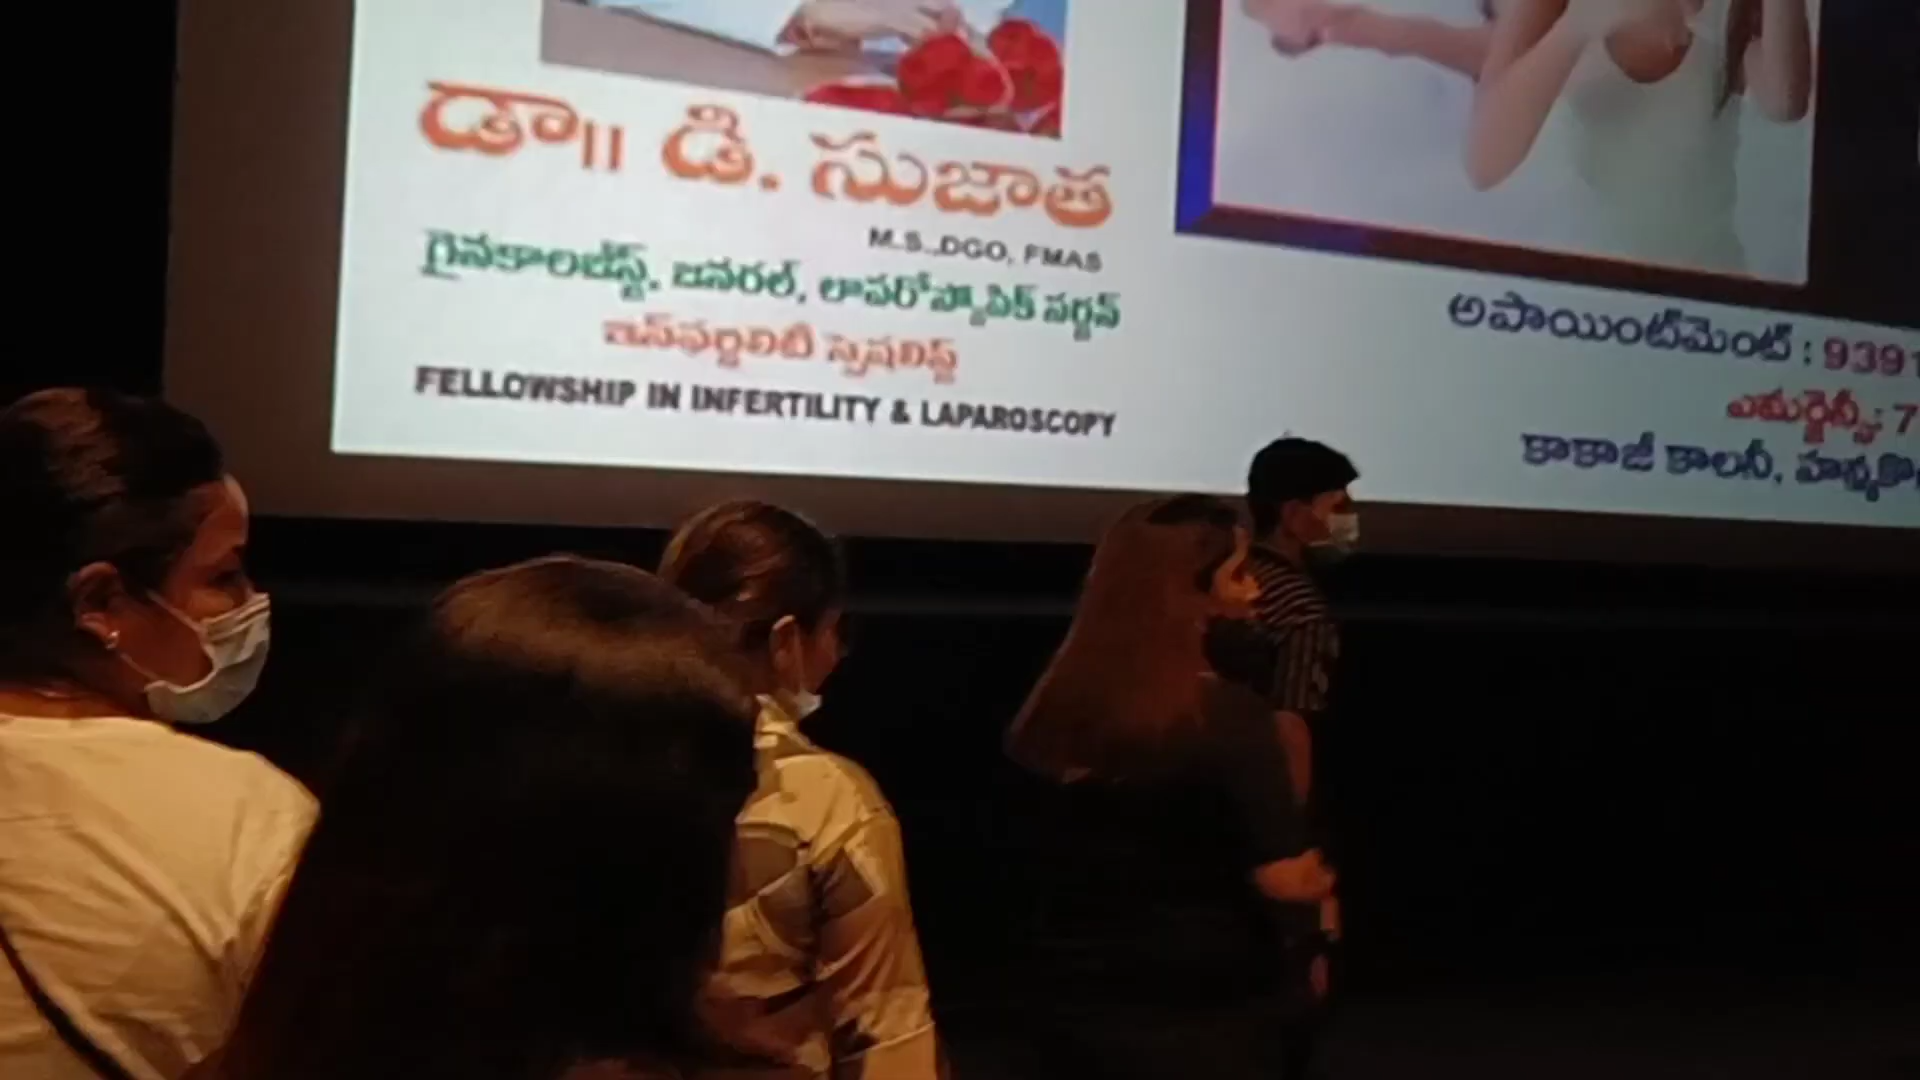 డా॥ డి. సుజాత
M.S.,DGO, FMAS
గైనకాలజిస్ట్, జనరల్, లాపరోస్కోపిక్ సర్జన్
ఇన్‌ఫర్టిలిటీ స్పెషలిస్ట్
FELLOWSHIP IN INFERTILITY & LAPAROSCOPY
అపాయింట్‌మెంట్ : 9391
ఎమర్జెన్సీ: 7
కాకాజీ కాలనీ,